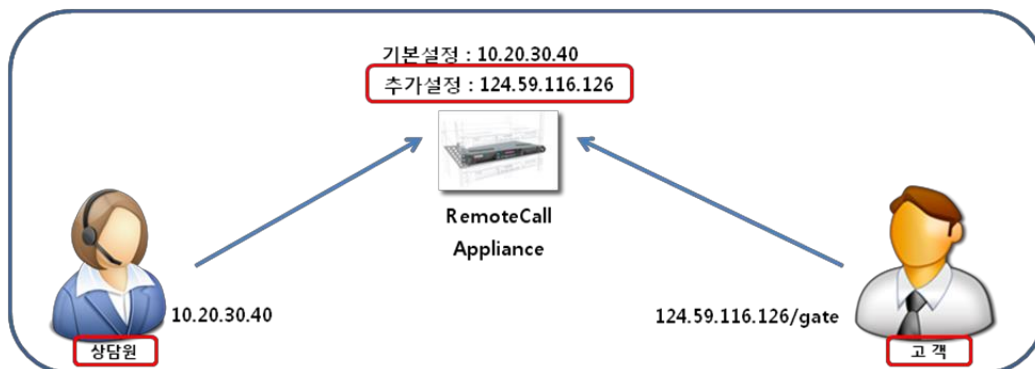 기본설정 : 10.20.30.40
추가설정 : 124.59.116.126
RemoteCall
Appliance
10.20.30.40
124.59.116.126/gate
상담원
고 객